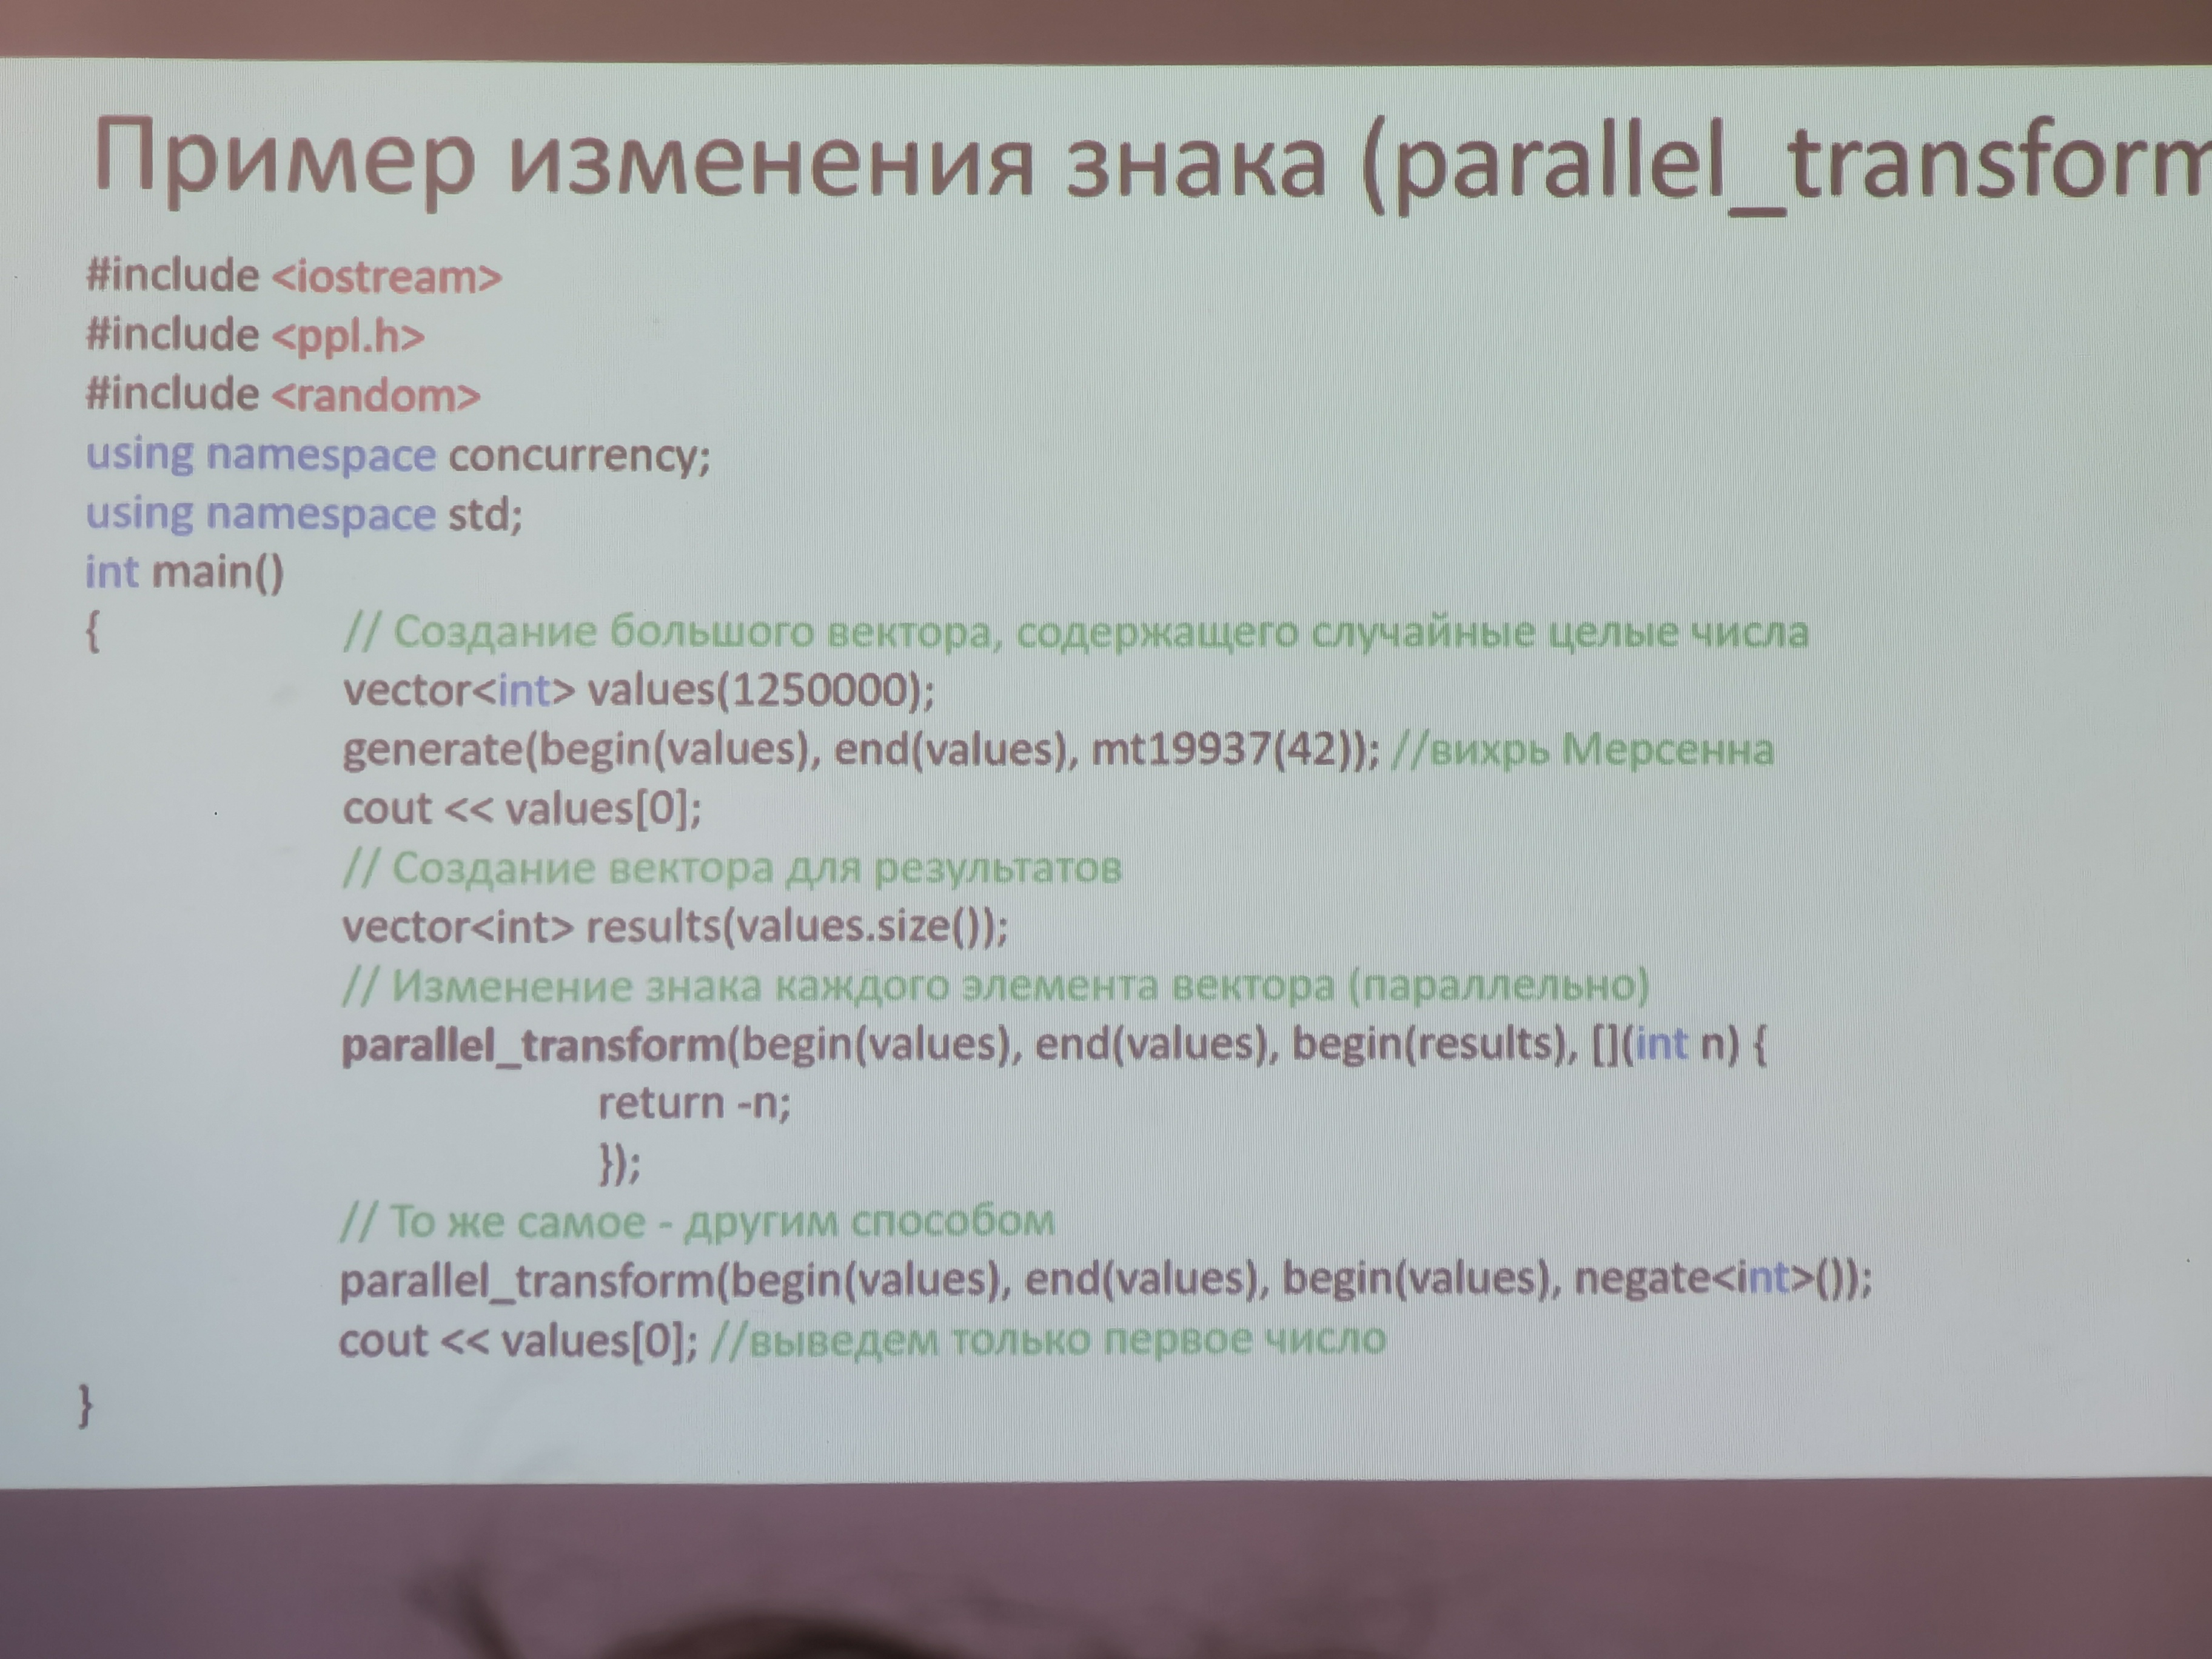 Пример изменения знака (parallel_transform
#include <iostream>
#include <ppl.h>
#include <random>
using namespace concurrency;
using namespace std;
int main()
{ // Создание большого вектора, содержащего случайные целые числа
vector<int> values(1250000);
generate(begin(values), end(values), mt19937(42)); //вихрь Мерсенна
cout << values[0];
// Создание вектора для результатов
vector<int> results(values.size());
// Изменение знака каждого элемента вектора (параллельно)
parallel_transform(begin(values), end(values), begin(results), [](int n) {
return -n;
});
// То же самое - другим способом
parallel_transform(begin(values), end(values), begin(values), negate<int>());
cout << values[0]; //выведем только первое число
}